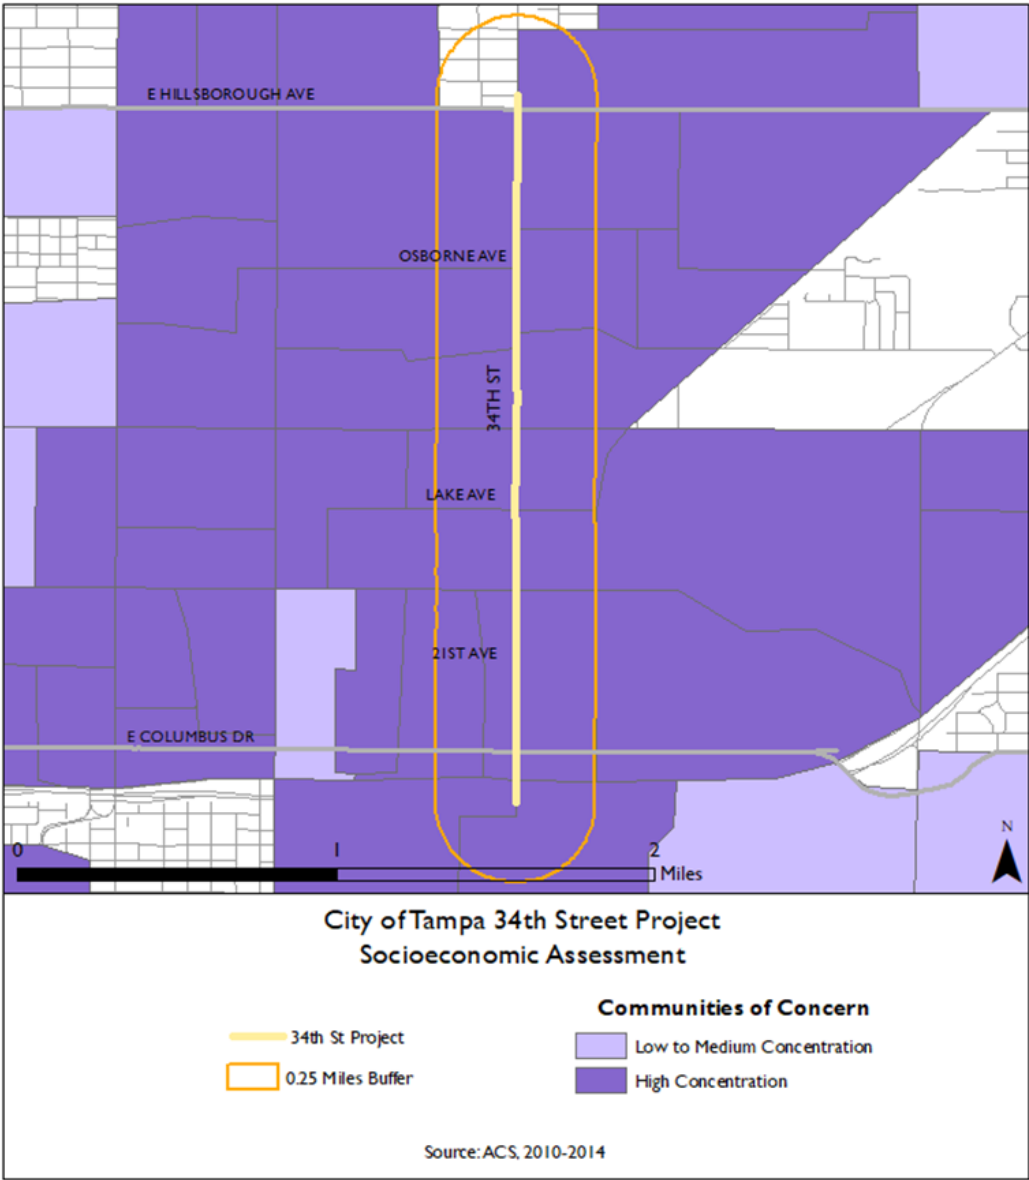 E HILLSBOROUGH AVE
OSBORNE AVE
34TH ST
LAKE AVE
21ST AVE
E COLUMBUS DR
N
0 1 2
Miles
City of Tampa 34th Street Project
Socioeconomic Assessment
Communities of Concern
34th St Project
Low to Medium Concentration
0.25 Miles Buffer
High Concentration
Source: ACS, 2010-2014